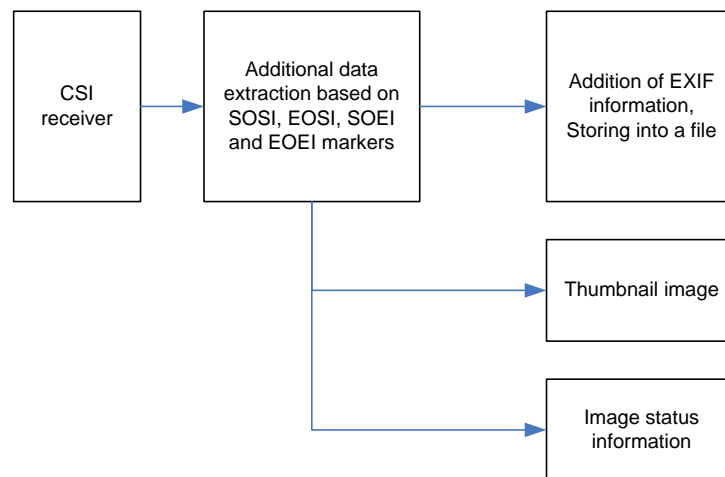 CSI
receiver
Additional data
extraction based on
SOSI, EOSI, SOEI
and EOEI markers
Addition of EXIF
information,
Storing into a file
Thumbnail image
Image status
information